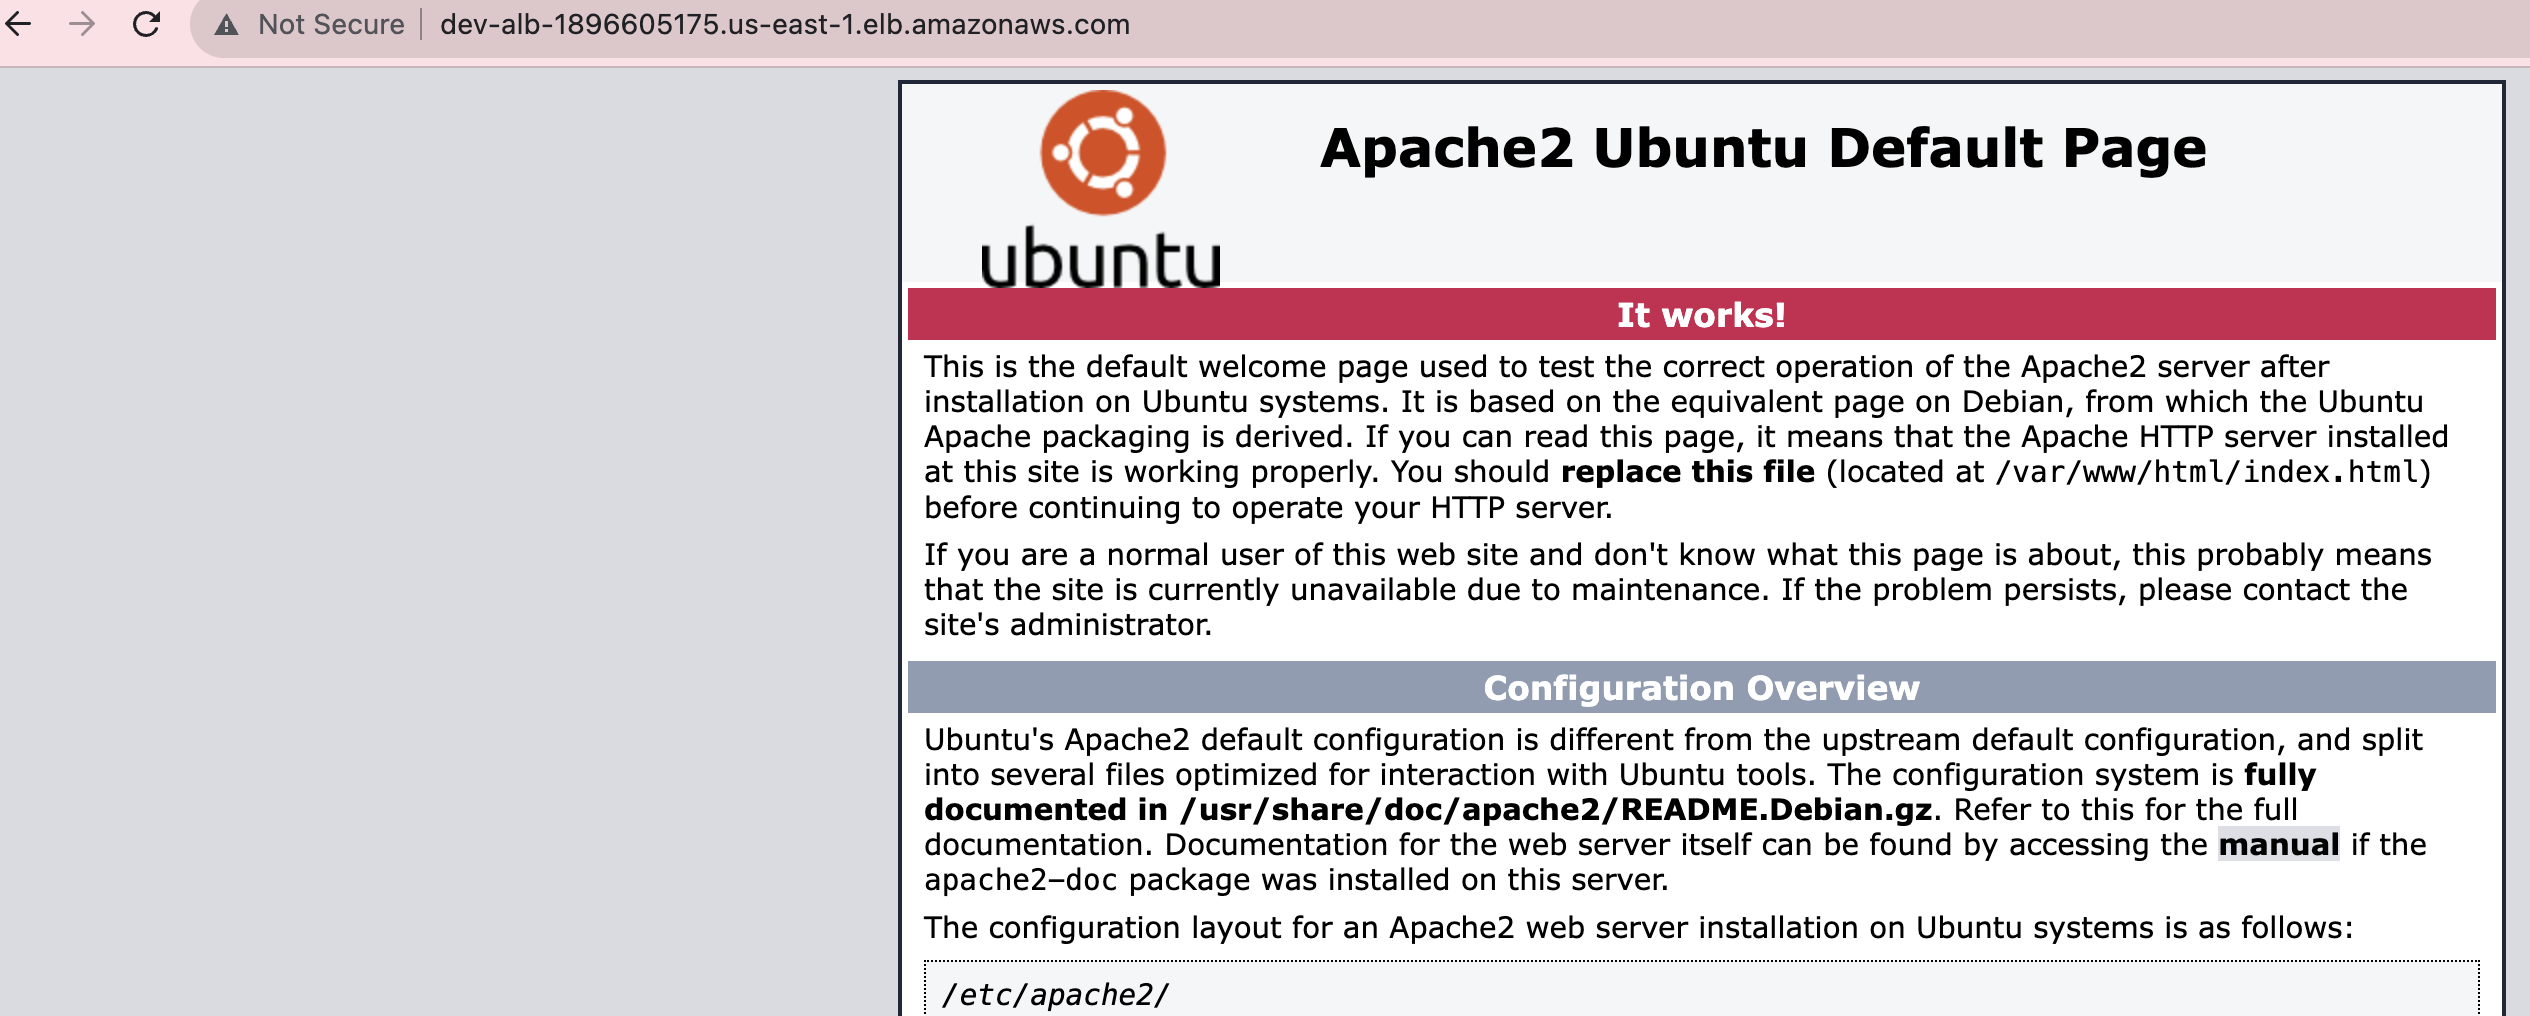 Not Secure | dev-alb-1896605175.us-east-1.elb.amazonaws.com
ubuntu
Apache2 Ubuntu Default Page
It works!
This is the default welcome page used to test the correct operation of the Apache2 server after
installation on Ubuntu systems. It is based on the equivalent page on Debian, from which the Ubuntu
Apache packaging is derived. If you can read this page, it means that the Apache HTTP server installed
at this site is working properly. You should replace this file (located at /var/www/html/index.html)
before continuing to operate your HTTP server.
If you are a normal user of this web site and don't know what this page is about, this probably means
that the site is currently unavailable due to maintenance. If the problem persists, please contact the
site's administrator.
Configuration Overview
Ubuntu's Apache2 default configuration is different from the upstream default configuration, and split
into several files optimized for interaction with Ubuntu tools. The configuration system is fully
documented in /usr/share/doc/apache2/README.Debian.gz. Refer to this for the full
documentation. Documentation for the web server itself can be found by accessing the manual if the
apache2-doc package was installed on this server.
The configuration layout for an Apache2 web server installation on Ubuntu systems is as follows:
/etc/apache2/